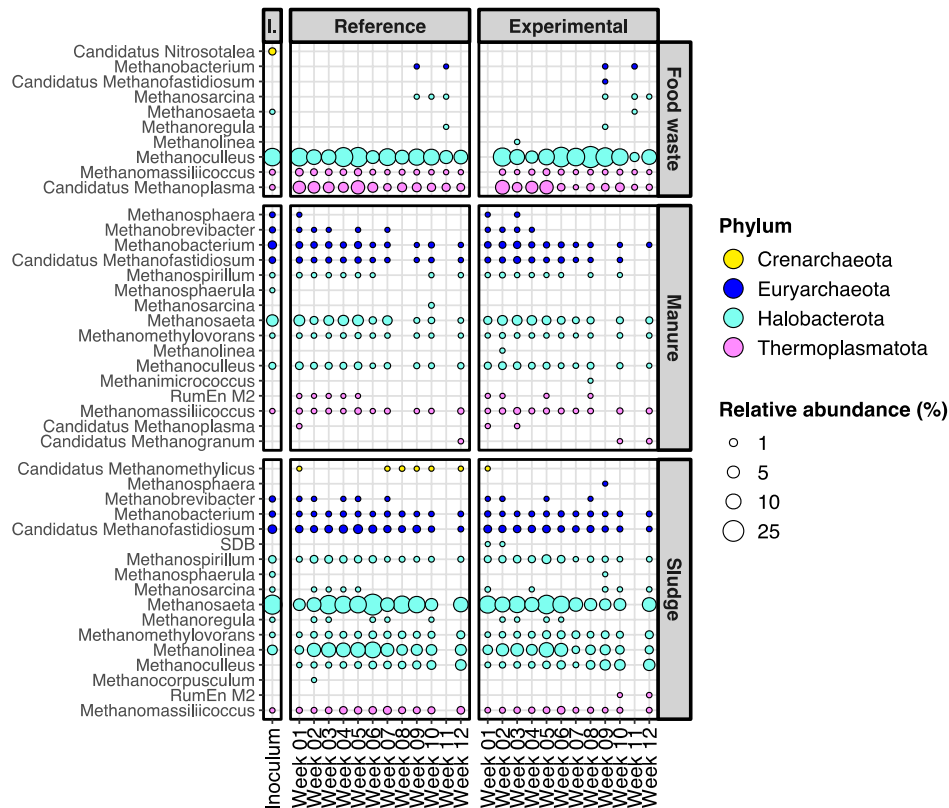 I.
Reference
Experimental
Candidatus Nitrosotalea
Methanobacterium
Candidatus Methanofastidiosum
Methanosarcina
Methanosaeta
Methanoregula
Methanolinea
Methanoculleus
Methanomassiliicoccus
Candidatus Methanoplasma
Food waste
Methanosphaera
Methanobrevibacter
Methanobacterium
Candidatus Methanofastidiosum
Methanospirillum
Methanosphaerula
Methanosarcina
Methanosaeta
Methanomethylovorans
Methanolinea
Methanoculleus
Methanimicrococcus
RumEn M2
Methanomassiliicoccus
Candidatus Methanoplasma
Candidatus Methanogranum
Manure
Candidatus Methanomethylicus
Methanosphaera
Methanobrevibacter
Methanobacterium
Candidatus Methanofastidiosum
SDB
Methanospirillum
Methanosphaerula
Methanosarcina
Methanosaeta
Methanoregula
Methanomethylovorans
Methanolinea
Methanoculleus
Methanocorpusculum
RumEn M2
Methanomassiliicoccus
Sludge
Inoculum
Week 01
Week 02
Week 03
Week 04
Week 05
Week 06
Week 07
Week 08
Week 09
Week 10
Week 11
Week 12
Week 01
Week 02
Week 03
Week 04
Week 05
Week 06
Week 07
Week 08
Week 09
Week 10
Week 11
Week 12
Phylum
Crenarchaeota
Euryarchaeota
Halobacterota
Thermoplasmatota
Relative abundance (%)
1
5
10
25